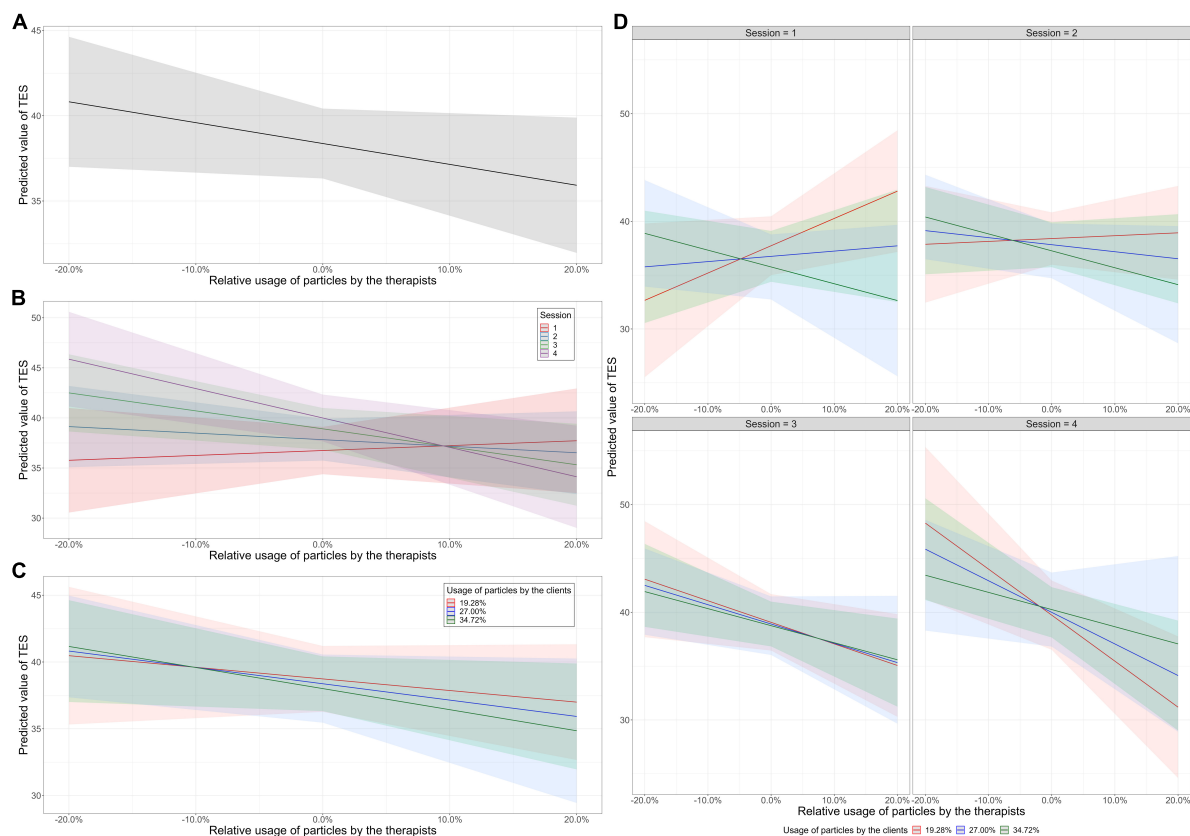 A
Predicted value of TES
45
40
35
-20.0% -10.0% 0.0% 10.0% 20.0%
Relative usage of particles by the therapists
B
Predicted value of TES
50
45
40
35
30
Session
1
2
3
4
-20.0% -10.0% 0.0% 10.0% 20.0%
Relative usage of particles by the therapists
C
Predicted value of TES
45
40
35
30
Usage of particles by the clients
19.28%
27.00%
34.72%
-20.0% -10.0% 0.0% 10.0% 20.0%
Relative usage of particles by the therapists
D
Session = 1 Session = 2
50
40
30
-20.0% -10.0% 0.0% 10.0% 20.0% -20.0% -10.0% 0.0% 10.0% 20.0%
Predicted value of TES
Session = 3 Session = 4
50
40
30
-20.0% -10.0% 0.0% 10.0% 20.0% -20.0% -10.0% 0.0% 10.0% 20.0%
Relative usage of particles by the therapists
Usage of particles by the clients 19.28% 27.00% 34.72%